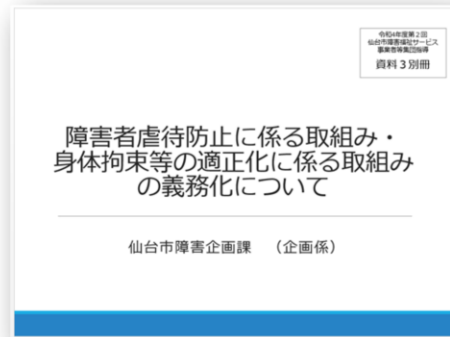 令和4年度第2回
仙台市障害福祉サービス
事業者等集団指導
資料３別冊
障害者虐待防止に係る取組み・
身体拘束等の適正化に係る取組み
の義務化について
仙台市障害企画課　（企画係）